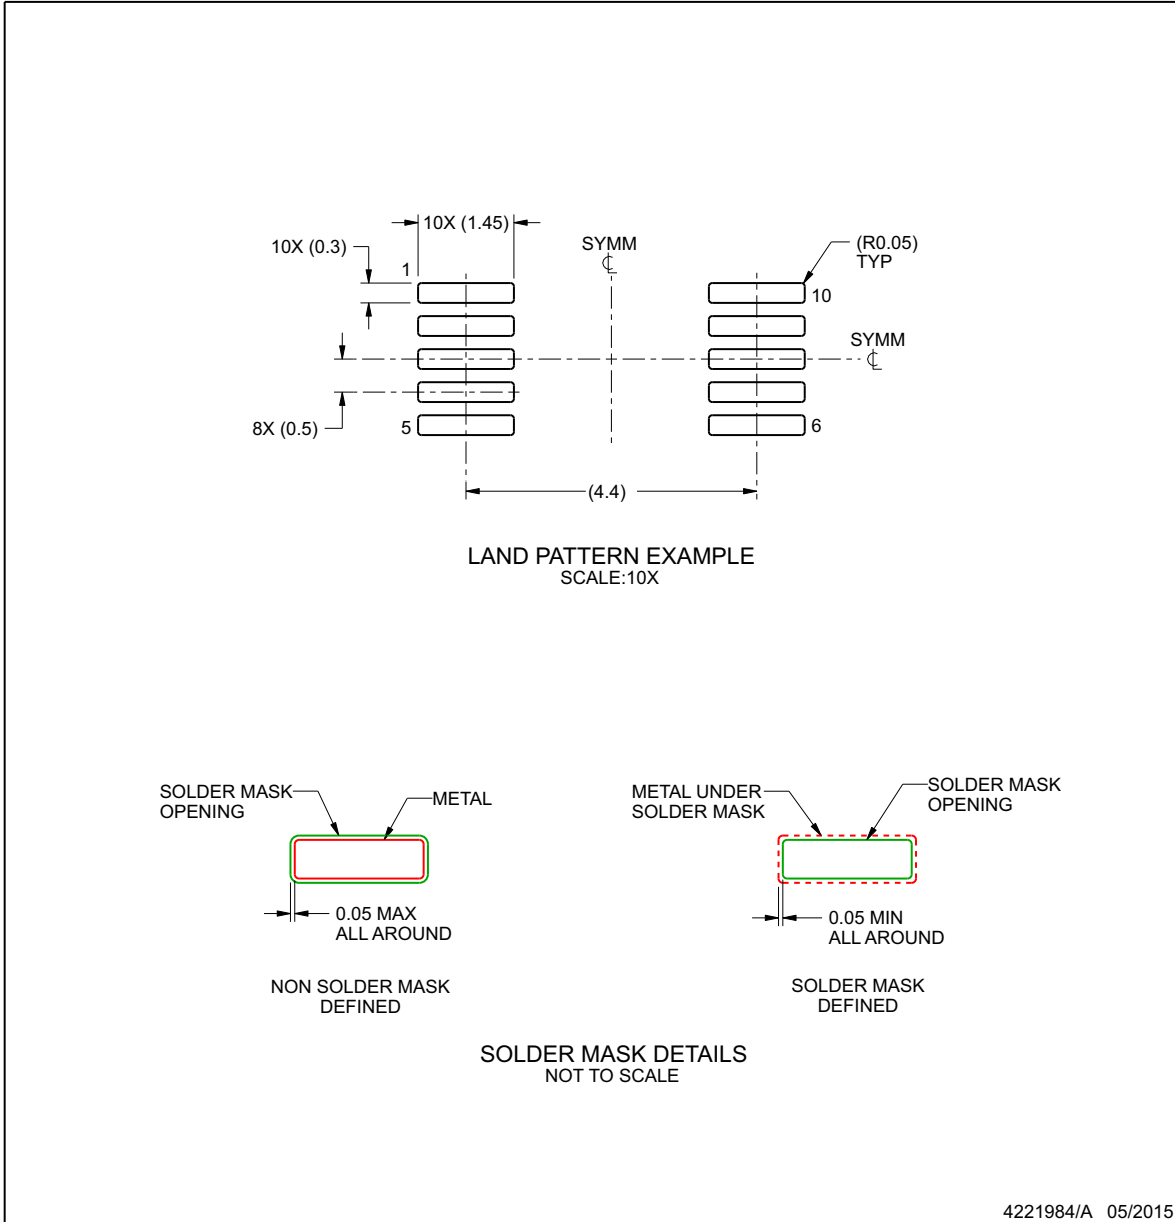 10X (1.45)
10X (0.3)
1
SYMM
(R0.05)
TYP
10
SYMM
8X (0.5)
5
6
(4.4)
LAND PATTERN EXAMPLE
SCALE:10X
SOLDER MASK
OPENING
METAL
0.05 MAX
ALL AROUND
NON SOLDER MASK
DEFINED
METAL UNDER
SOLDER MASK
SOLDER MASK
OPENING
0.05 MIN
ALL AROUND
SOLDER MASK
DEFINED
SOLDER MASK DETAILS
NOT TO SCALE
4221984/A 05/2015